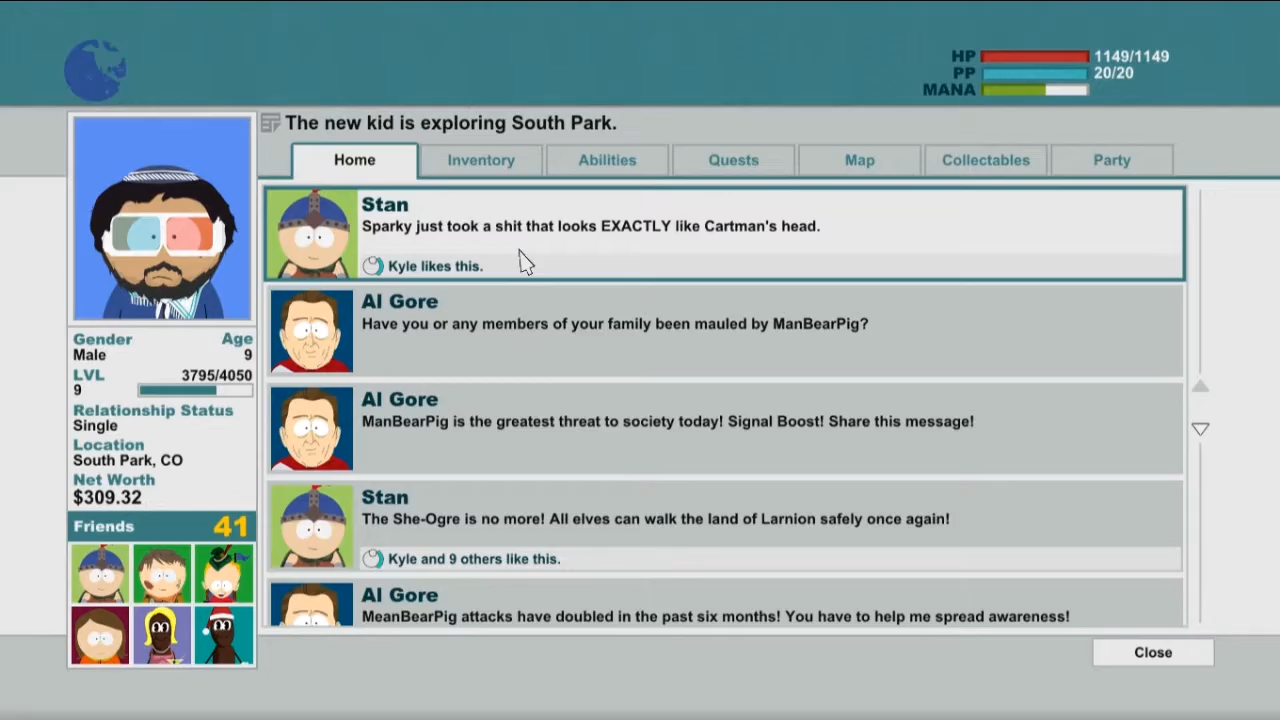 HP 1149/1149
PP 20/20
MANA
The new kid is exploring South Park.
Home Inventory Abilities Quests Map Collectables Party
Gender Age
Male 9
LVL 3795/4050
9
Relationship Status
Single
Location
South Park, CO
Net Worth
$309.32
Friends 41
Stan
Sparky just took a shit that looks EXACTLY like Cartman's head.
Kyle likes this.
Al Gore
Have you or any members of your family been mauled by ManBearPig?
Al Gore
ManBearPig is the greatest threat to society today! Signal Boost! Share this message!
Stan
The She-Ogre is no more! All elves can walk the land of Larnion safely once again!
Kyle and 9 others like this.
Al Gore
MeanBearPig attacks have doubled in the past six months! You have to help me spread awareness!
Close